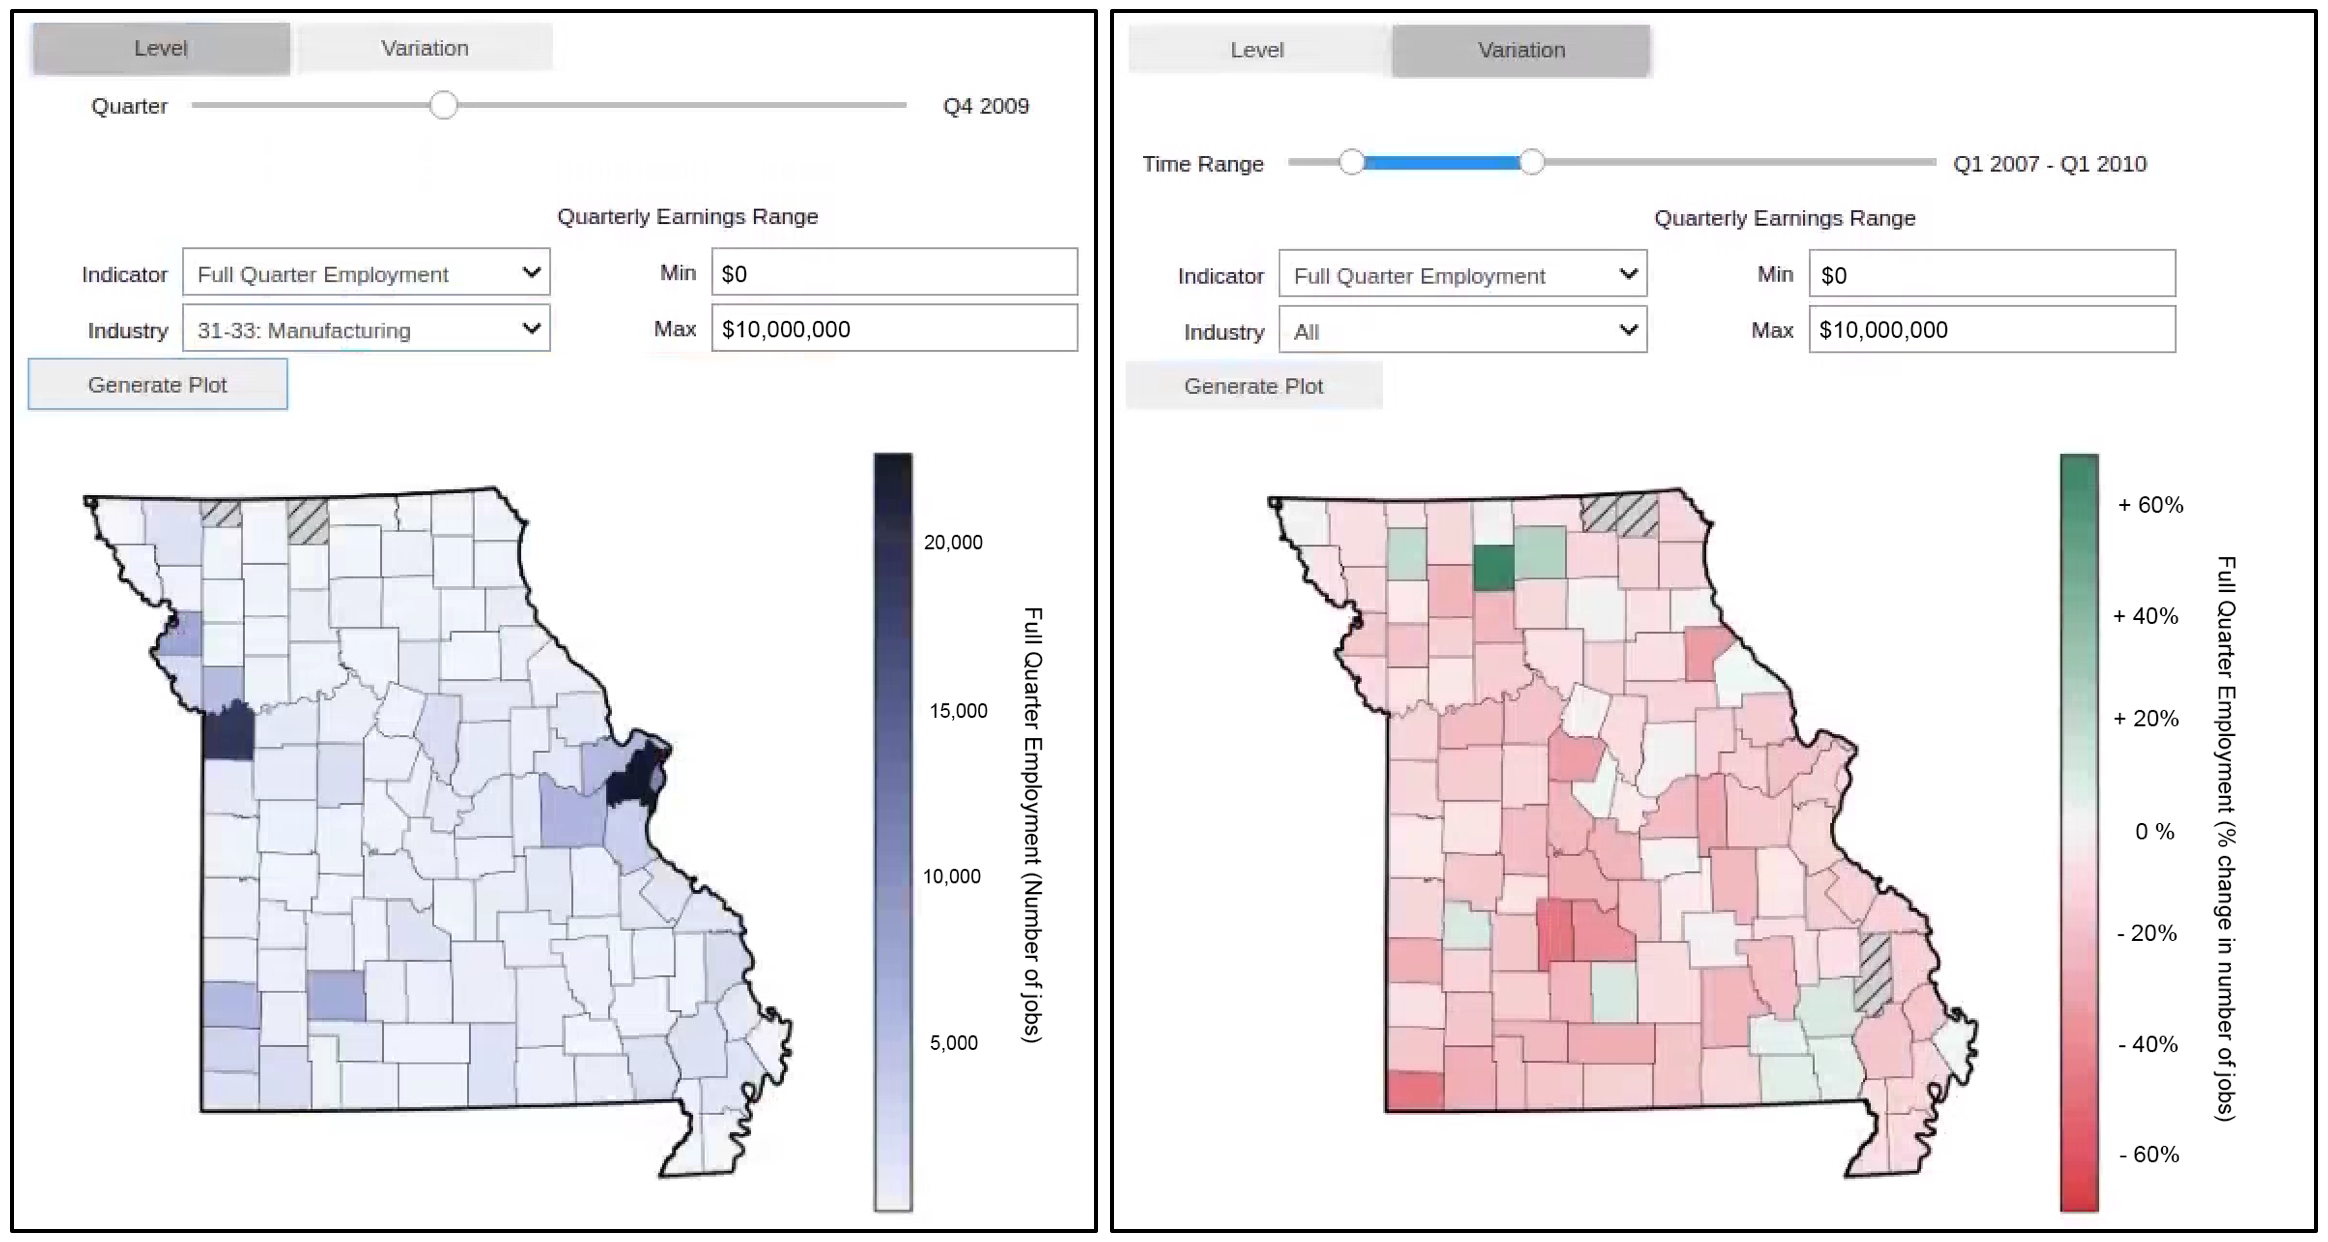 Level
Variation
Quarter
Q4 2009
Quarterly Earnings Range
Indicator
Full Quarter Employment
Min
$0
Industry
31-33: Manufacturing
Max
$10,000,000
Generate Plot
20,000
15,000
10,000
5,000
Full Quarter Employment (Number of jobs)
Level
Variation
Time Range
Q1 2007 - Q1 2010
Quarterly Earnings Range
Indicator
Full Quarter Employment
Min
$0
Industry
All
Max
$10,000,000
Generate Plot
+ 60%
+ 40%
+ 20%
0 %
- 20%
- 40%
- 60%
Full Quarter Employment (% change in number of jobs)